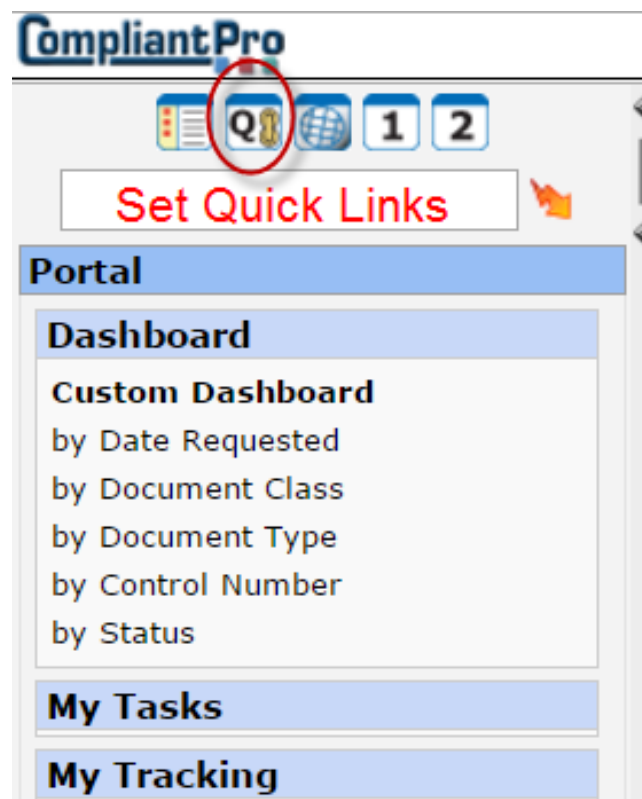 CompliantPro
Q 1 2
Set Quick Links
Portal
Dashboard
Custom Dashboard
by Date Requested
by Document Class
by Document Type
by Control Number
by Status
My Tasks
My Tracking